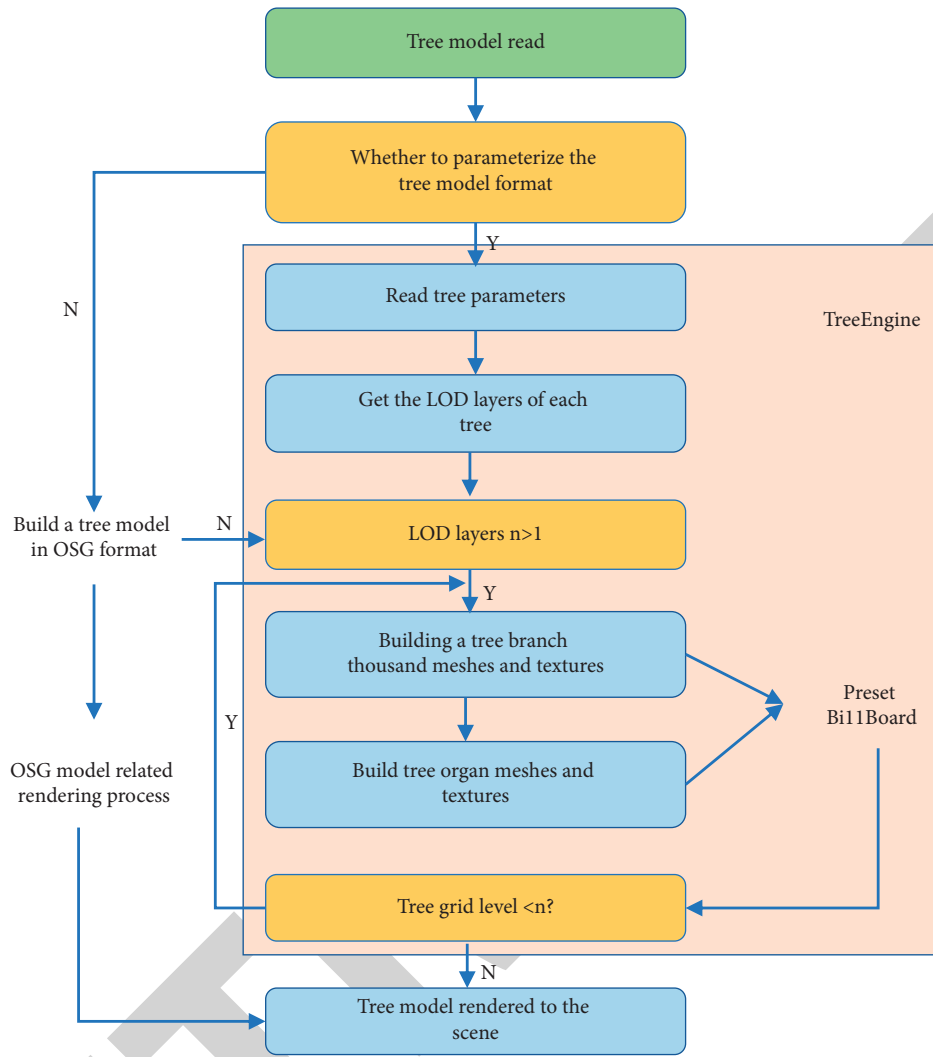 Tree model read
Whether to parameterize the
tree model format
Y
N
Read tree parameters
TreeEngine
Get the LOD layers of each
tree
Build a tree model
in OSG format
N
LOD layers n>1
Y
Building a tree branch
thousand meshes and textures
Preset
Bi11Board
Y
Build tree organ meshes and
textures
OSG model related
rendering process
Tree grid level <n?
N
Tree model rendered to the
scene